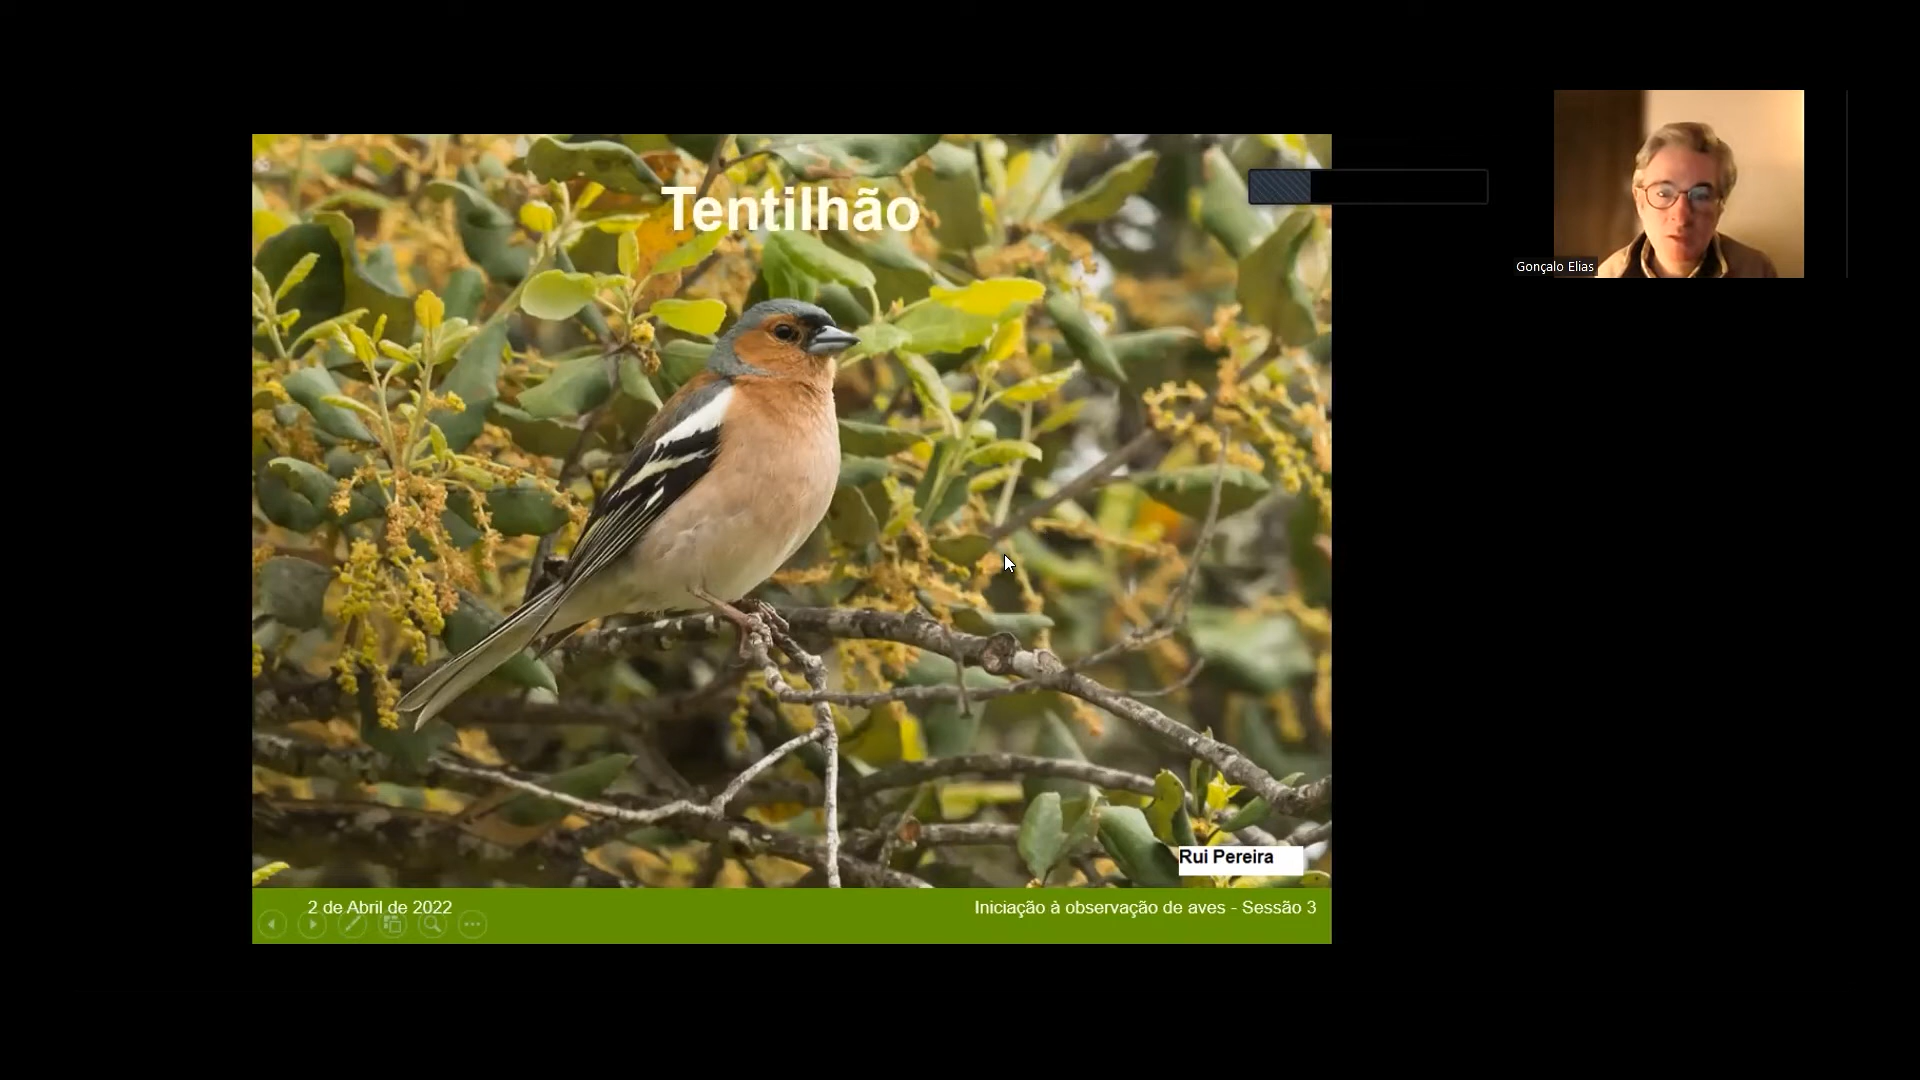 Tentilhão
Gonçalo Elias
Rui Pereira
2 de Abril de 2022
Iniciação à observação de aves - Sessão 3